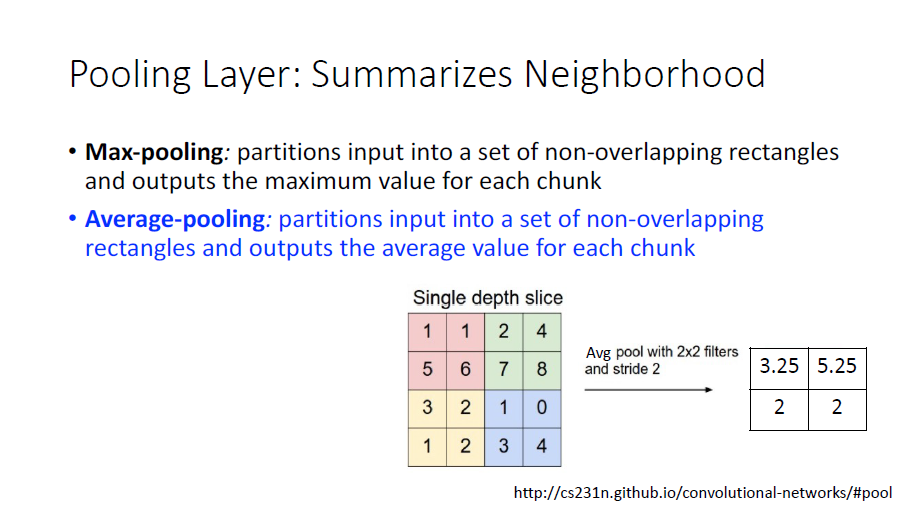 Pooling Layer: Summarizes Neighborhood
• Max-pooling: partitions input into a set of non-overlapping rectangles
and outputs the maximum value for each chunk
• Average-pooling: partitions input into a set of non-overlapping
rectangles and outputs the average value for each chunk
Single depth slice
1 1 2 4
5 6 7 8
3 2 1 0
1 2 3 4
Avg pool with 2x2 filters
and stride 2
3.25 5.25
2 2
http://cs231n.github.io/convolutional-networks/#pool